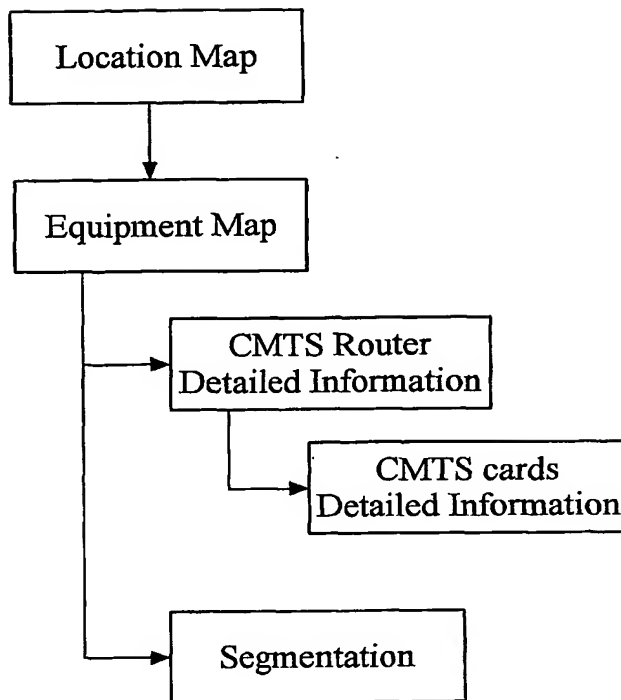 Location Map
Equipment Map
CMTS Router
Detailed Information
CMTS cards
Detailed Information
Segmentation